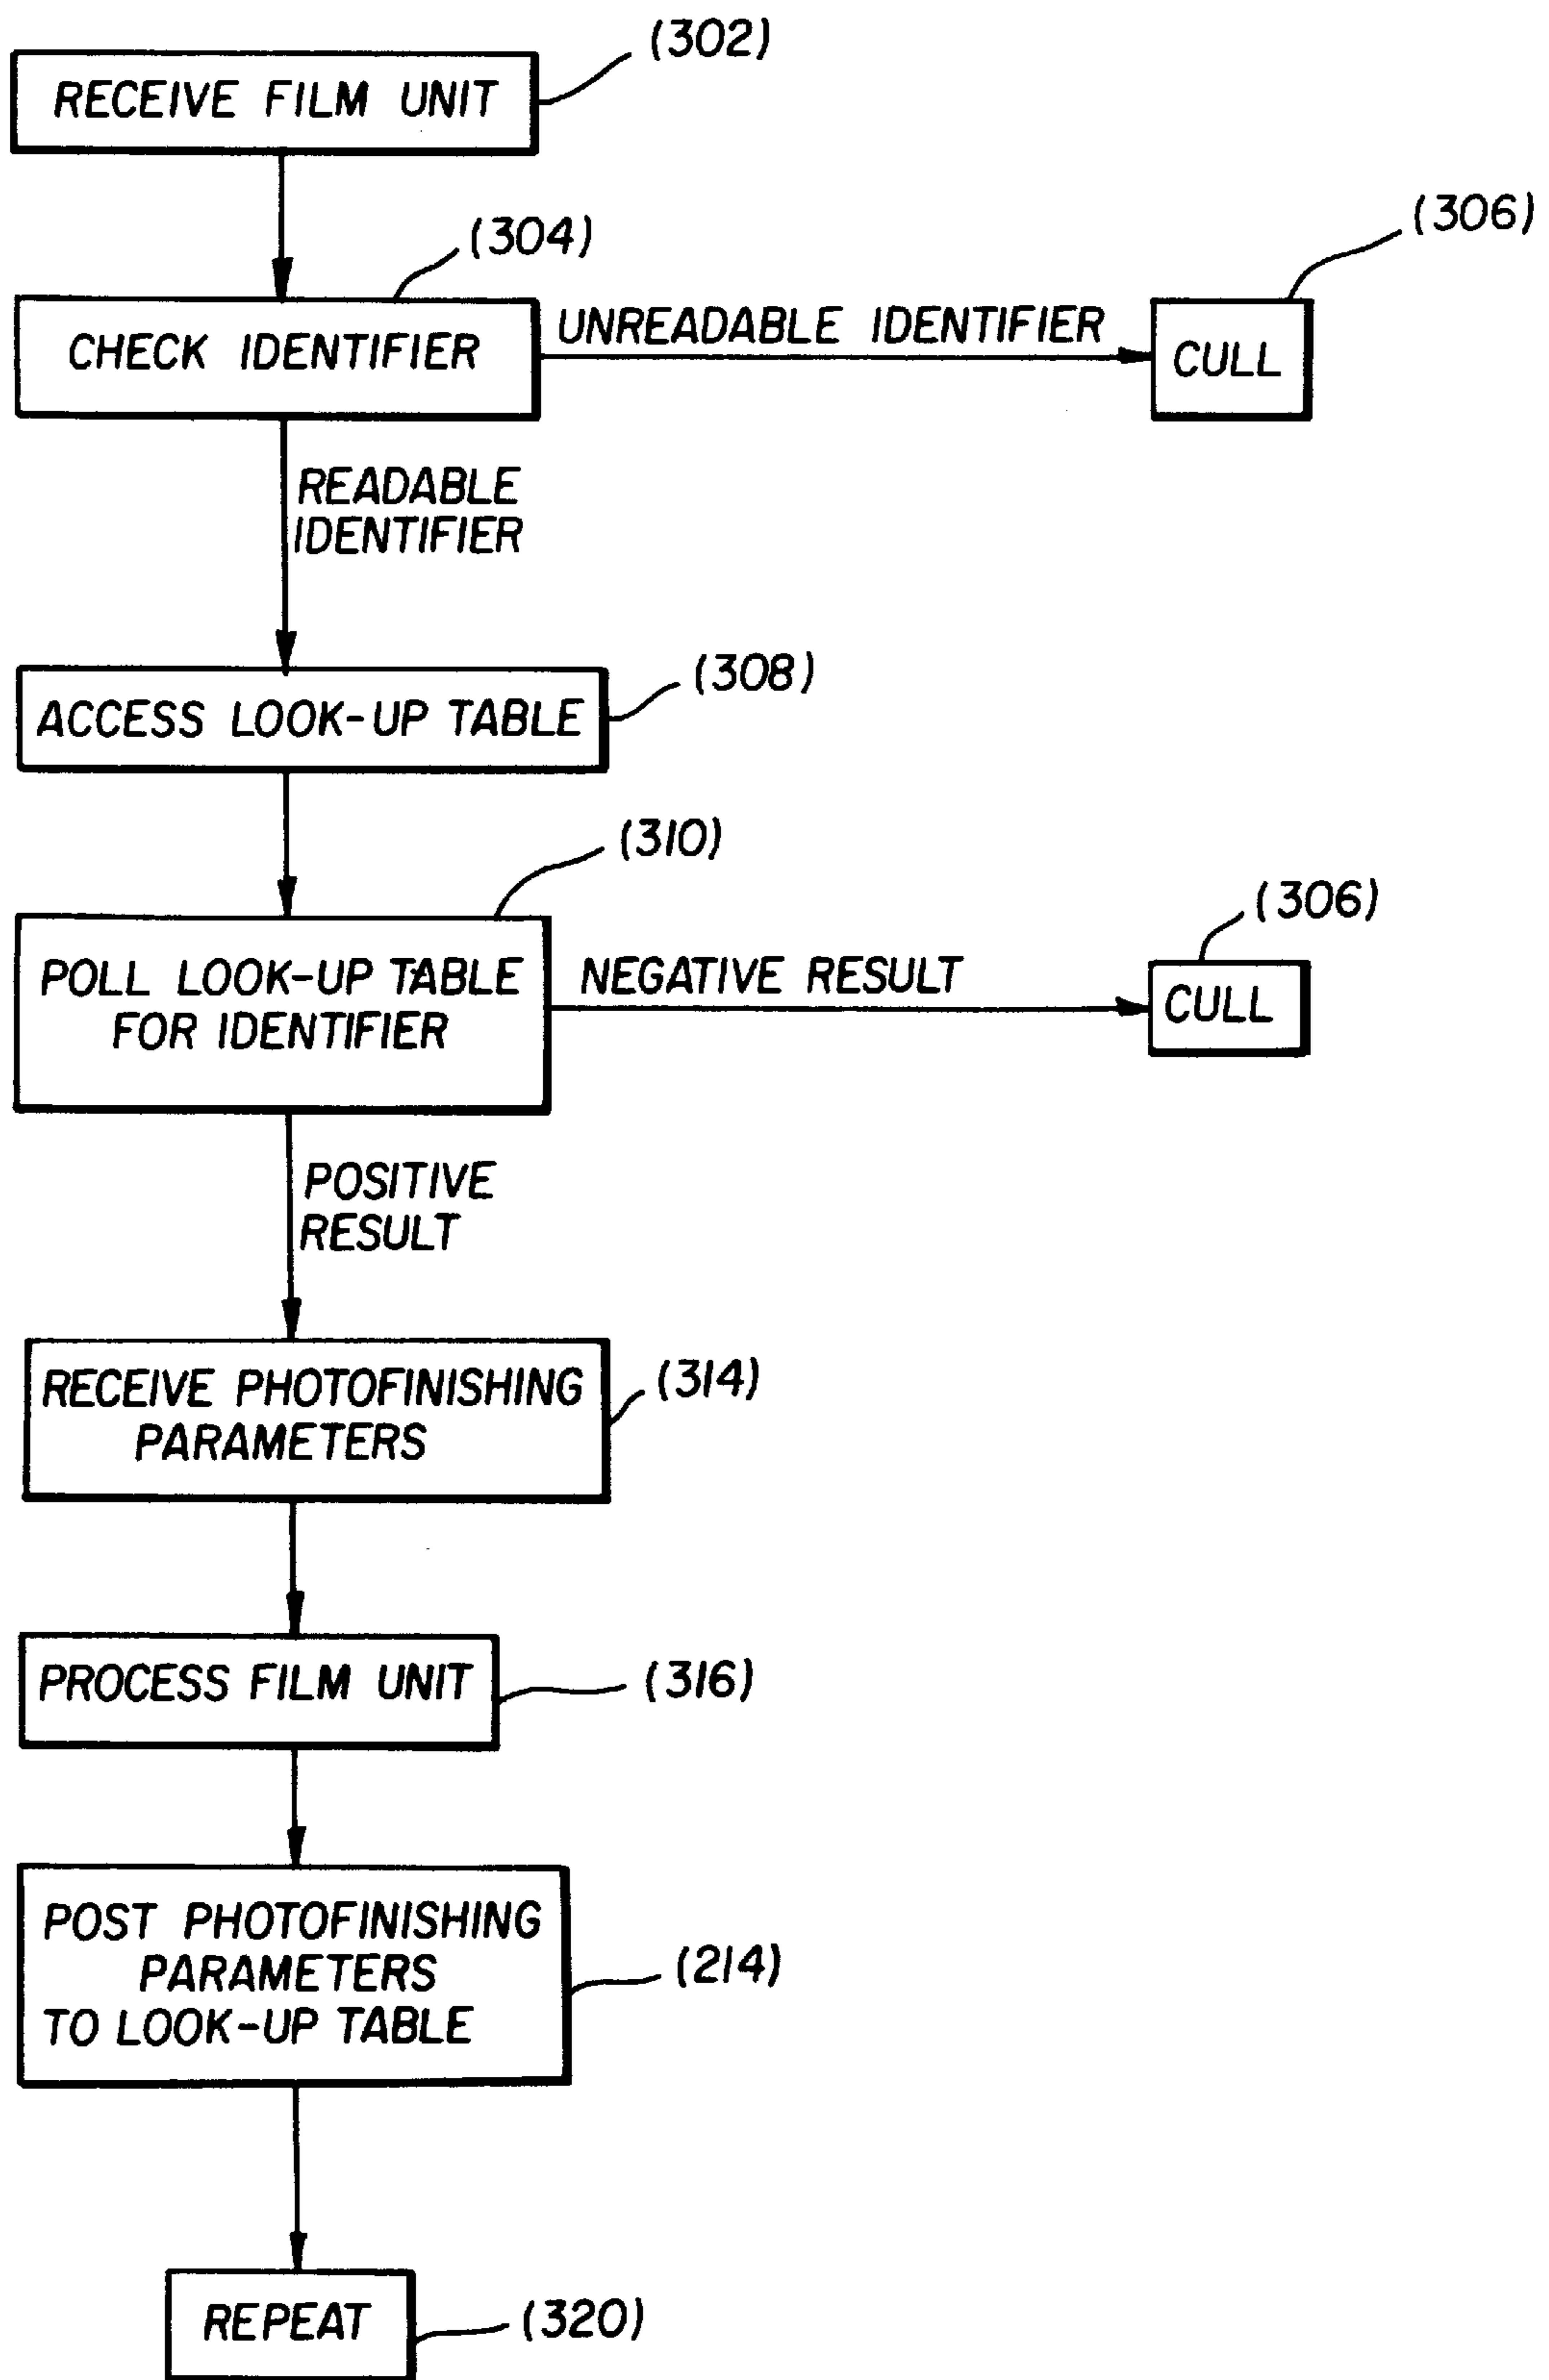 (302)
RECEIVE FILM UNIT
(304)
(306)
UNREADABLE IDENTIFIER
CHECK IDENTIFIER
CULL
READABLE
IDENTIFIER
(308)
ACCESS LOOK-UP TABLE
(310)
(306)
POLL LOOK-UP TABLE
FOR IDENTIFIER
NEGATIVE RESULT
CULL
POSITIVE
RESULT
(314)
RECEIVE PHOTOFINISHING
PARAMETERS
PROCESS FILM UNIT
(316)
POST PHOTOFINISHING
PARAMETERS
TO LOOK-UP TABLE
(214)
REPEAT
(320)